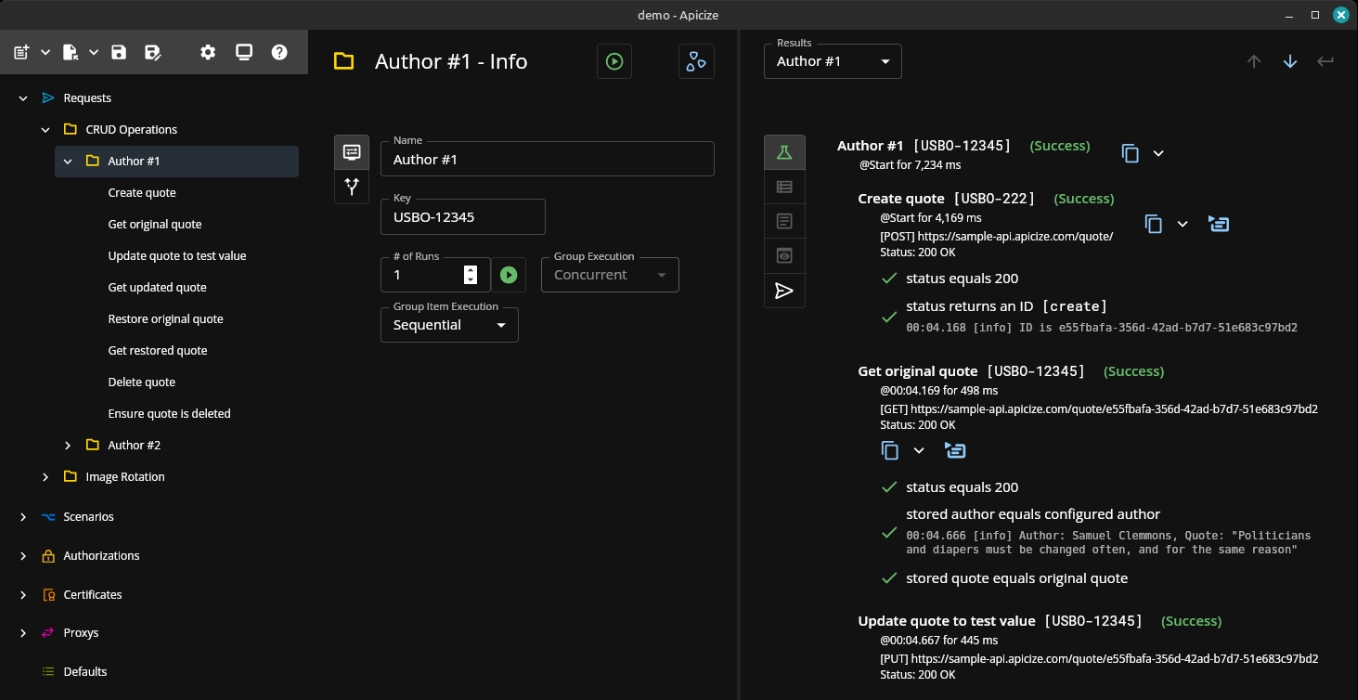 demo - Apicize
Requests
CRUD Operations
Author #1
Create quote
Get original quote
Update quote to test value
Get updated quote
Restore original quote
Get restored quote
Delete quote
Ensure quote is deleted
Author #2
Image Rotation
Scenarios
Authorizations
Certificates
Proxys
Defaults
Author #1 - Info
Name
Author #1
Key
USBO-12345
# of Runs
1
Group Execution
Concurrent
Group Item Execution
Sequential
Results
Author #1
Author #1 [USBO-12345] (Success)
@Start for 7,234 ms
Create quote [USBO-222] (Success)
@Start for 4,169 ms
[POST] https://sample-api.apicize.com/quote/
Status: 200 OK
status equals 200
status returns an ID [create]
00:04.168 [info] ID is e55fbafa-356d-42ad-b7d7-51e683c97bd2
Get original quote [USBO-12345] (Success)
@00:04.169 for 498 ms
[GET] https://sample-api.apicize.com/quote/e55fbafa-356d-42ad-b7d7-51e683c97bd2
Status: 200 OK
status equals 200
stored author equals configured author
00:04.666 [info] Author: Samuel Clemmons, Quote: "Politicians
and diapers must be changed often, and for the same reason"
stored quote equals original quote
Update quote to test value [USBO-12345] (Success)
@00:04.667 for 445 ms
[PUT] https://sample-api.apicize.com/quote/e55fbafa-356d-42ad-b7d7-51e683c97bd2
Status: 200 OK